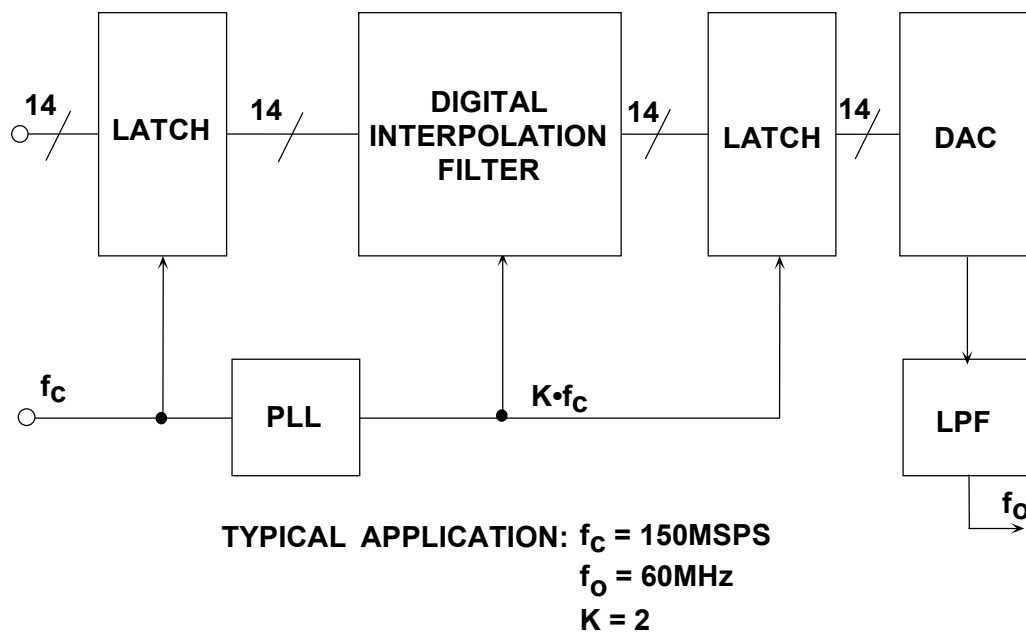 14
LATCH
14
DIGITAL
INTERPOLATION
FILTER
14
LATCH
14
DAC
fc
PLL
K•fc
LPF
fo
TYPICAL APPLICATION: fc = 150MSPS
fo = 60MHz
K = 2